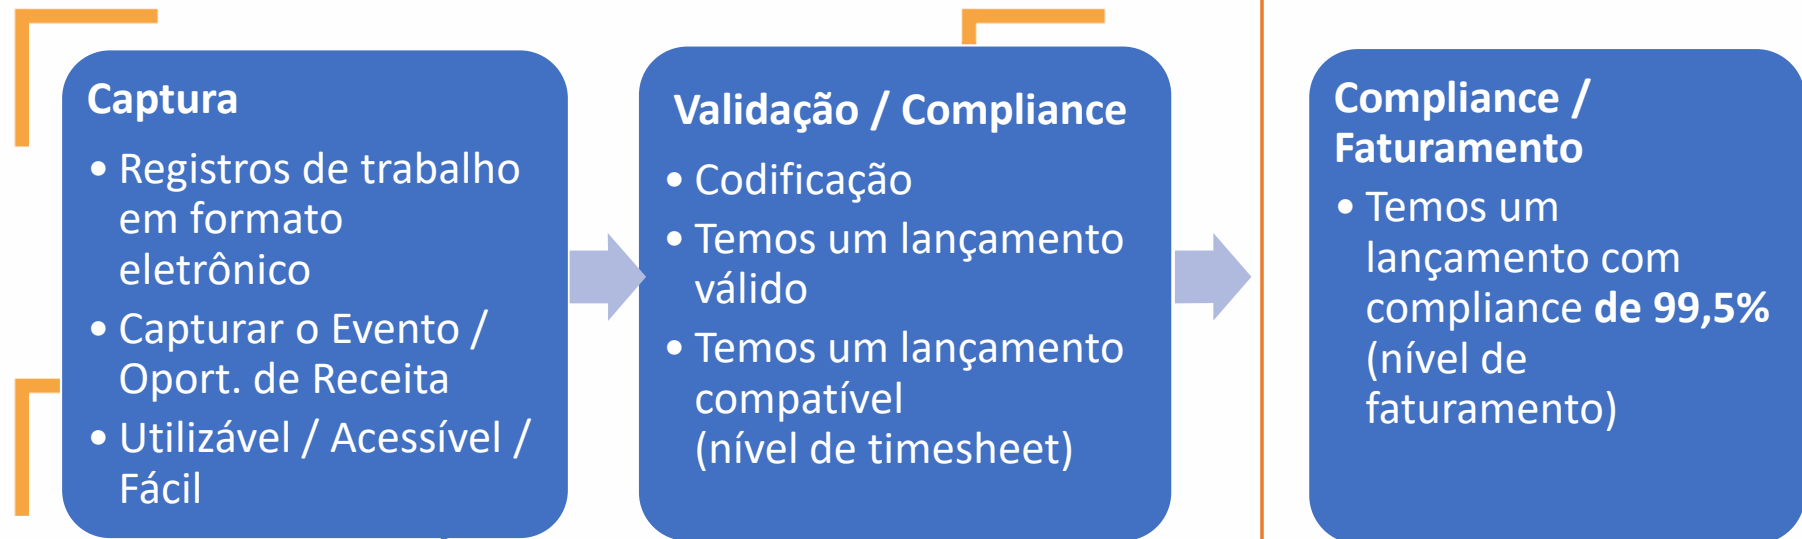 Captura
• Registros de trabalho
em formato
eletrônico
• Capturar o Evento /
Oport. de Receita
• Utilizável / Acessível /
Fácil
Validação / Compliance
• Codificação
• Temos um lançamento
válido
• Temos um lançamento
compatível
(nível de timesheet)
Compliance /
Faturamento
• Temos um
lançamento com
compliance de 99,5%
(nível de
faturamento)